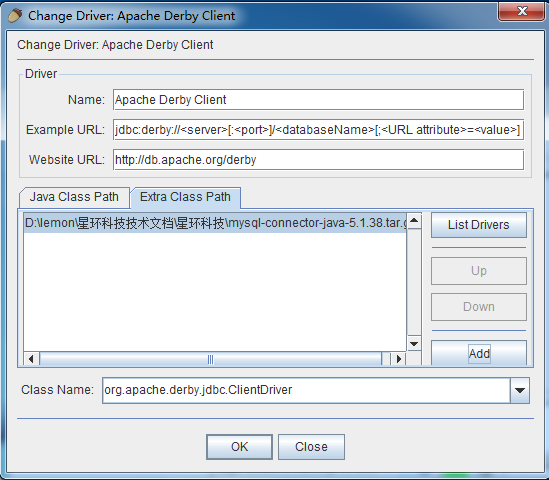 Change Driver: Apache Derby Client
Change Driver: Apache Derby Client
Driver
Name: Apache Derby Client
Example URL: jdbc:derby://<server>[:<port>]/<databaseName>[;<URL attribute>=<value>]
Website URL: http://db.apache.org/derby
Java Class Path Extra Class Path
D:\lemon\星环科技技术文档\星环科技\mysql-connector-java-5.1.38.tar.g
List Drivers
Up
Down
Add
Class Name: org.apache.derby.jdbc.ClientDriver
OK Close